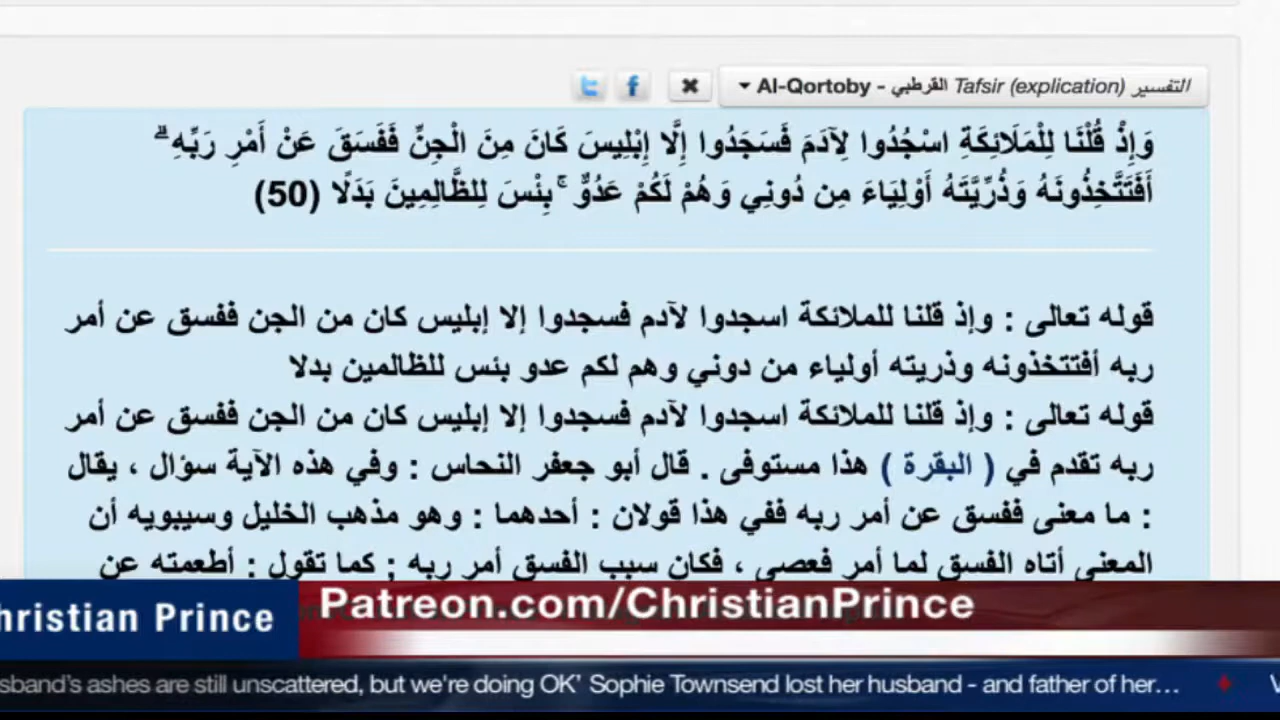 التفسير Tafsir (explication) القرطبي - Al-Qortoby
وَإِذْ قُلْنَا لِلْمَلَائِكَةِ اسْجُدُوا لِآدَمَ فَسَجَدُوا إِلَّا إِبْلِيسَ كَانَ مِنَ الْجِنِّ فَفَسَقَ عَنْ أَمْرِ رَبِّهِ ۗ
أَفَتَتَّخِذُونَهُ وَذُرِّيَّتَهُ أَوْلِيَاءَ مِن دُونِي وَهُمْ لَكُمْ عَدُوٌّ ۚ بِئْسَ لِلظَّالِمِينَ بَدَلًا (50)
قوله تعالى : وإذ قلنا للملائكة اسجدوا لآدم فسجدوا إلا إبليس كان من الجن ففسق عن أمر
ربه أفتتخذونه وذريته أولياء من دوني وهم لكم عدو بئس للظالمين بدلا
قوله تعالى : وإذ قلنا للملائكة اسجدوا لآدم فسجدوا إلا إبليس كان من الجن ففسق عن أمر
ربه تقدم في ( البقرة ) هذا مستوفى . قال أبو جعفر النحاس : وفي هذه الآية سؤال ، يقال
: ما معنى ففسق عن أمر ربه ففي هذا قولان : أحدهما : وهو مذهب الخليل وسيبويه أن
المعنى أتاه الفسق لما أمر فعصى ، فكان سبب الفسق أمر ربه ; كما تقول : أطعمته عن
hristian Prince
Patreon.com/ChristianPrince
sband's ashes are still unscattered, but we're doing OK' Sophie Townsend lost her husband - and father of her…